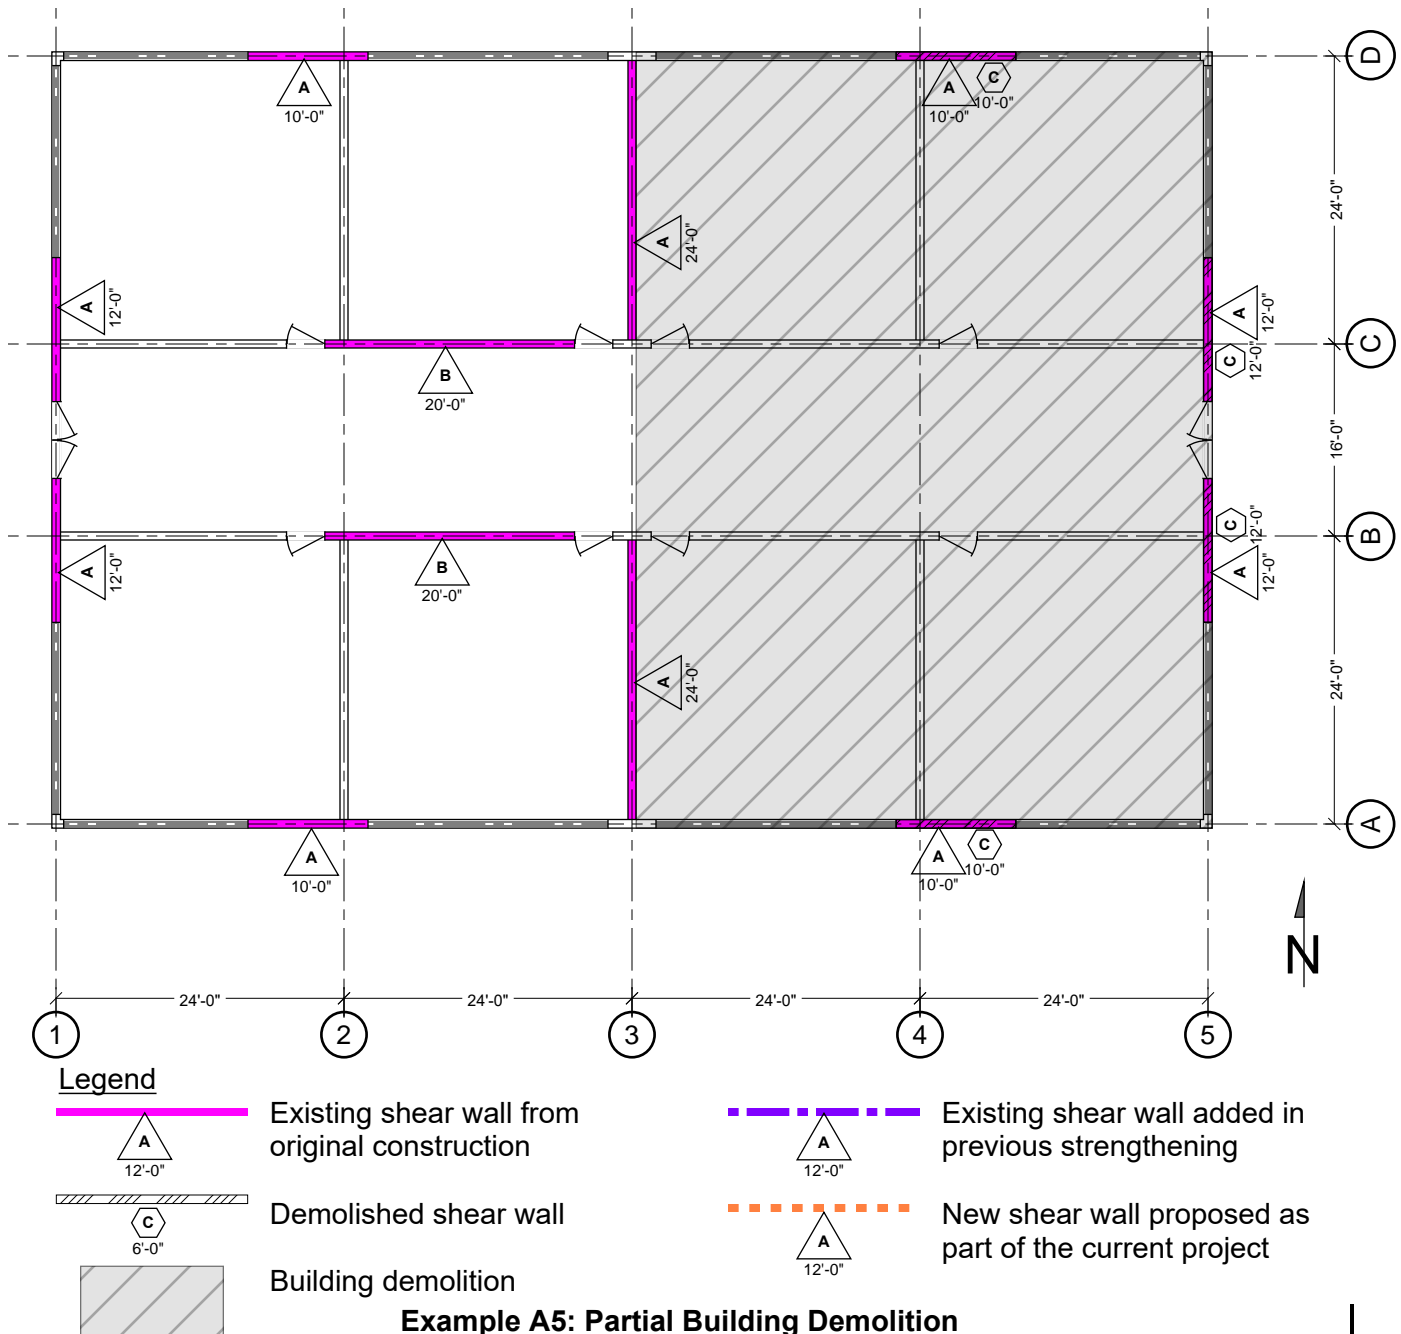 D
A
10'-0"
A
C
10'-0"
10'-0"
24'-0"
A
24'-0"
A
12'-0"
A
12'-0"
C
C
12'-0"
B
20'-0"
16'-0"
C
12'-0"
B
A
12'-0"
B
20'-0"
A
12'-0"
A
24'-0"
24'-0"
A
A
10'-0"
A
C
10'-0"
10'-0"
N
24'-0"
24'-0"
24'-0"
24'-0"
1
2
3
4
5
Legend
A
12'-0"
Existing shear wall from
original construction
A
12'-0"
Existing shear wall added in
previous strengthening
C
6'-0"
Demolished shear wall
A
12'-0"
New shear wall proposed as
part of the current project
Building demolition
Example A5: Partial Building Demolition